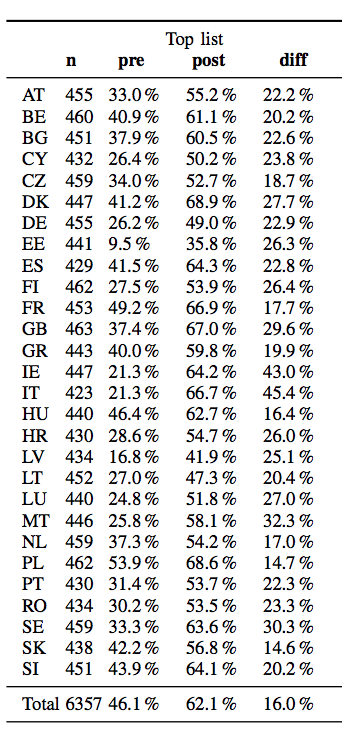 Top list
n pre post diff
AT 455 33.0 % 55.2 % 22.2 %
BE 460 40.9 % 61.1 % 20.2 %
BG 451 37.9 % 60.5 % 22.6 %
CY 432 26.4 % 50.2 % 23.8 %
CZ 459 34.0 % 52.7 % 18.7 %
DK 447 41.2 % 68.9 % 27.7 %
DE 455 26.2 % 49.0 % 22.9 %
EE 441 9.5 % 35.8 % 26.3 %
ES 429 41.5 % 64.3 % 22.8 %
FI 462 27.5 % 53.9 % 26.4 %
FR 453 49.2 % 66.9 % 17.7 %
GB 463 37.4 % 67.0 % 29.6 %
GR 443 40.0 % 59.8 % 19.9 %
IE 447 21.3 % 64.2 % 43.0 %
IT 423 21.3 % 66.7 % 45.4 %
HU 440 46.4 % 62.7 % 16.4 %
HR 430 28.6 % 54.7 % 26.0 %
LV 434 16.8 % 41.9 % 25.1 %
LT 452 27.0 % 47.3 % 20.4 %
LU 440 24.8 % 51.8 % 27.0 %
MT 446 25.8 % 58.1 % 32.3 %
NL 459 37.3 % 54.2 % 17.0 %
PL 462 53.9 % 68.6 % 14.7 %
PT 430 31.4 % 53.7 % 22.3 %
RO 434 30.2 % 53.5 % 23.3 %
SE 459 33.3 % 63.6 % 30.3 %
SK 438 42.2 % 56.8 % 14.6 %
SI 451 43.9 % 64.1 % 20.2 %
Total 6357 46.1 % 62.1 % 16.0 %